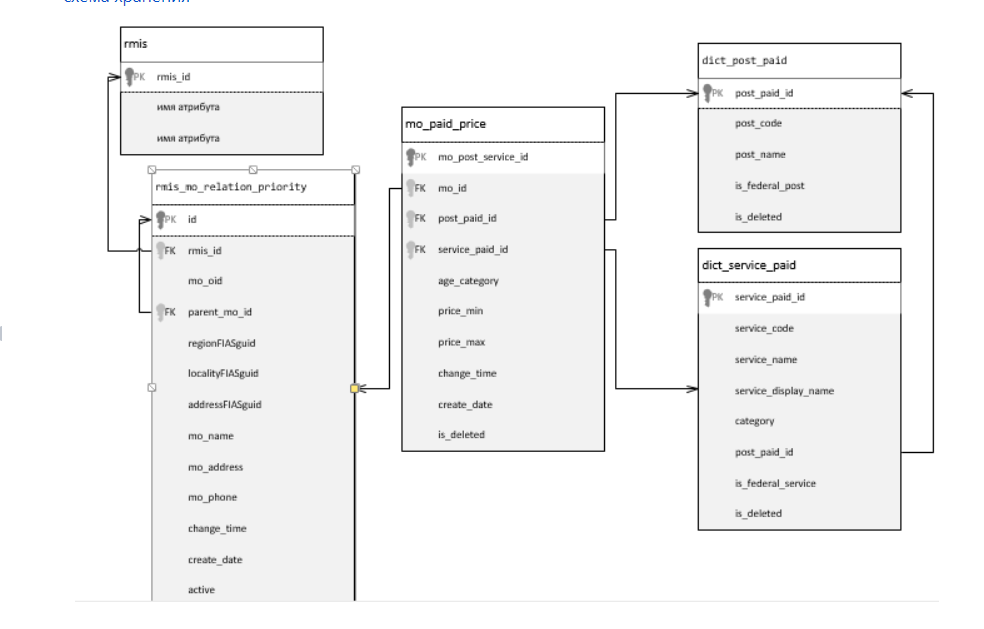 схема хранения
rmis
PK rmis_id
имя атрибута
имя атрибута
rmis_mo_relation_priority
PK id
FK rmis_id
mo_oid
FK parent_mo_id
regionFIASguid
localityFIASguid
addressFIASguid
mo_name
mo_address
mo_phone
change_time
create_date
active
mo_paid_price
PK mo_post_service_id
FK mo_id
FK post_paid_id
FK service_paid_id
age_category
price_min
price_max
change_time
create_date
is_deleted
dict_post_paid
PK post_paid_id
post_code
post_name
is_federal_post
is_deleted
dict_service_paid
PK service_paid_id
service_code
service_name
service_display_name
category
post_paid_id
is_federal_service
is_deleted